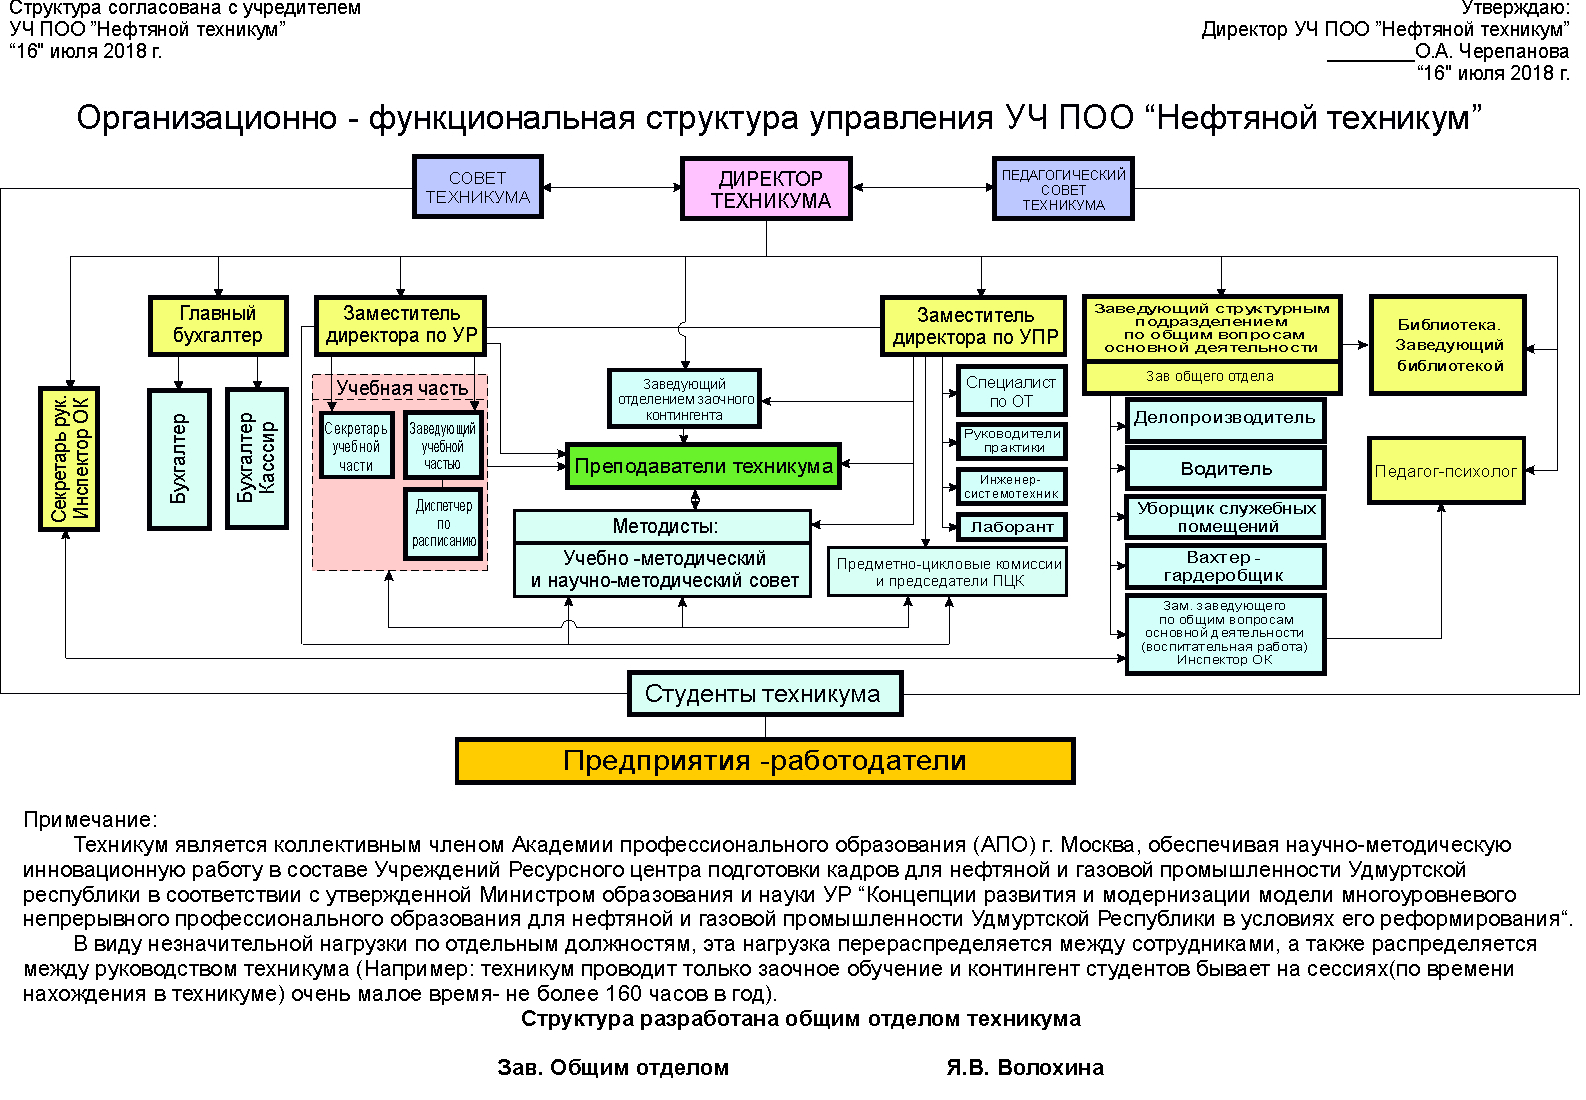 Структура согласована с учредителем
УЧ ПОО ”Нефтяной техникум”
“16" июля 2018 г.
Утверждаю:
Директор УЧ ПОО ”Нефтяной техникум”
________О.А. Черепанова
“16" июля 2018 г.
Организационно - функциональная структура управления УЧ ПОО “Нефтяной техникум”
СОВЕТ
ТЕХНИКУМА
ДИРЕКТОР
ТЕХНИКУМА
ПЕДАГОГИЧЕСКИЙ
СОВЕТ
ТЕХНИКУМА
Главный
бухгалтер
Заместитель
директора по УР
Заместитель
директора по УПР
Заведующий структурным
подразделением
по общим вопросам
основной деятельности
Зав общего отдела
Библиотека.
Заведующий
библиотекой
Секретарь рук.
Инспектор ОК
Бухгалтер
Бухгалтер
Касссир
Учебная часть
Секретарь
учебной
части
Заведующий
учебной
частью
Диспетчер
по
расписанию
Заведующий
отделением заочного
контингента
Преподаватели техникума
Методисты:
Учебно -методический
и научно-методический совет
Специалист
по ОТ
Руководители
практики
Инженер-
системотехник
Лаборант
Предметно-цикловые комиссии
и председатели ПЦК
Делопроизводитель
Водитель
Уборщик служебных
помещений
Вахтер -
гардеробщик
Зам. заведующего
по общим вопросам
основной деятельности
(воспитательная работа)
Инспектор ОК
Педагог-психолог
Студенты техникума
Предприятия -работодатели
Примечание:
Техникум является коллективным членом Академии профессионального образования (АПО) г. Москва, обеспечивая научно-методическую
инновационную работу в составе Учреждений Ресурсного центра подготовки кадров для нефтяной и газовой промышленности Удмуртской
республики в соответствии с утвержденной Министром образования и науки УР “Концепции развития и модернизации модели многоуровневого
непрерывного профессионального образования для нефтяной и газовой промышленности Удмуртской Республики в условиях его реформирования“.
В виду незначительной нагрузки по отдельным должностям, эта нагрузка перераспределяется между сотрудниками, а также распределяется
между руководством техникума (Например: техникум проводит только заочное обучение и контингент студентов бывает на сессиях(по времени
нахождения в техникуме) очень малое время- не более 160 часов в год).
Структура разработана общим отделом техникума
Зав. Общим отделом Я.В. Волохина